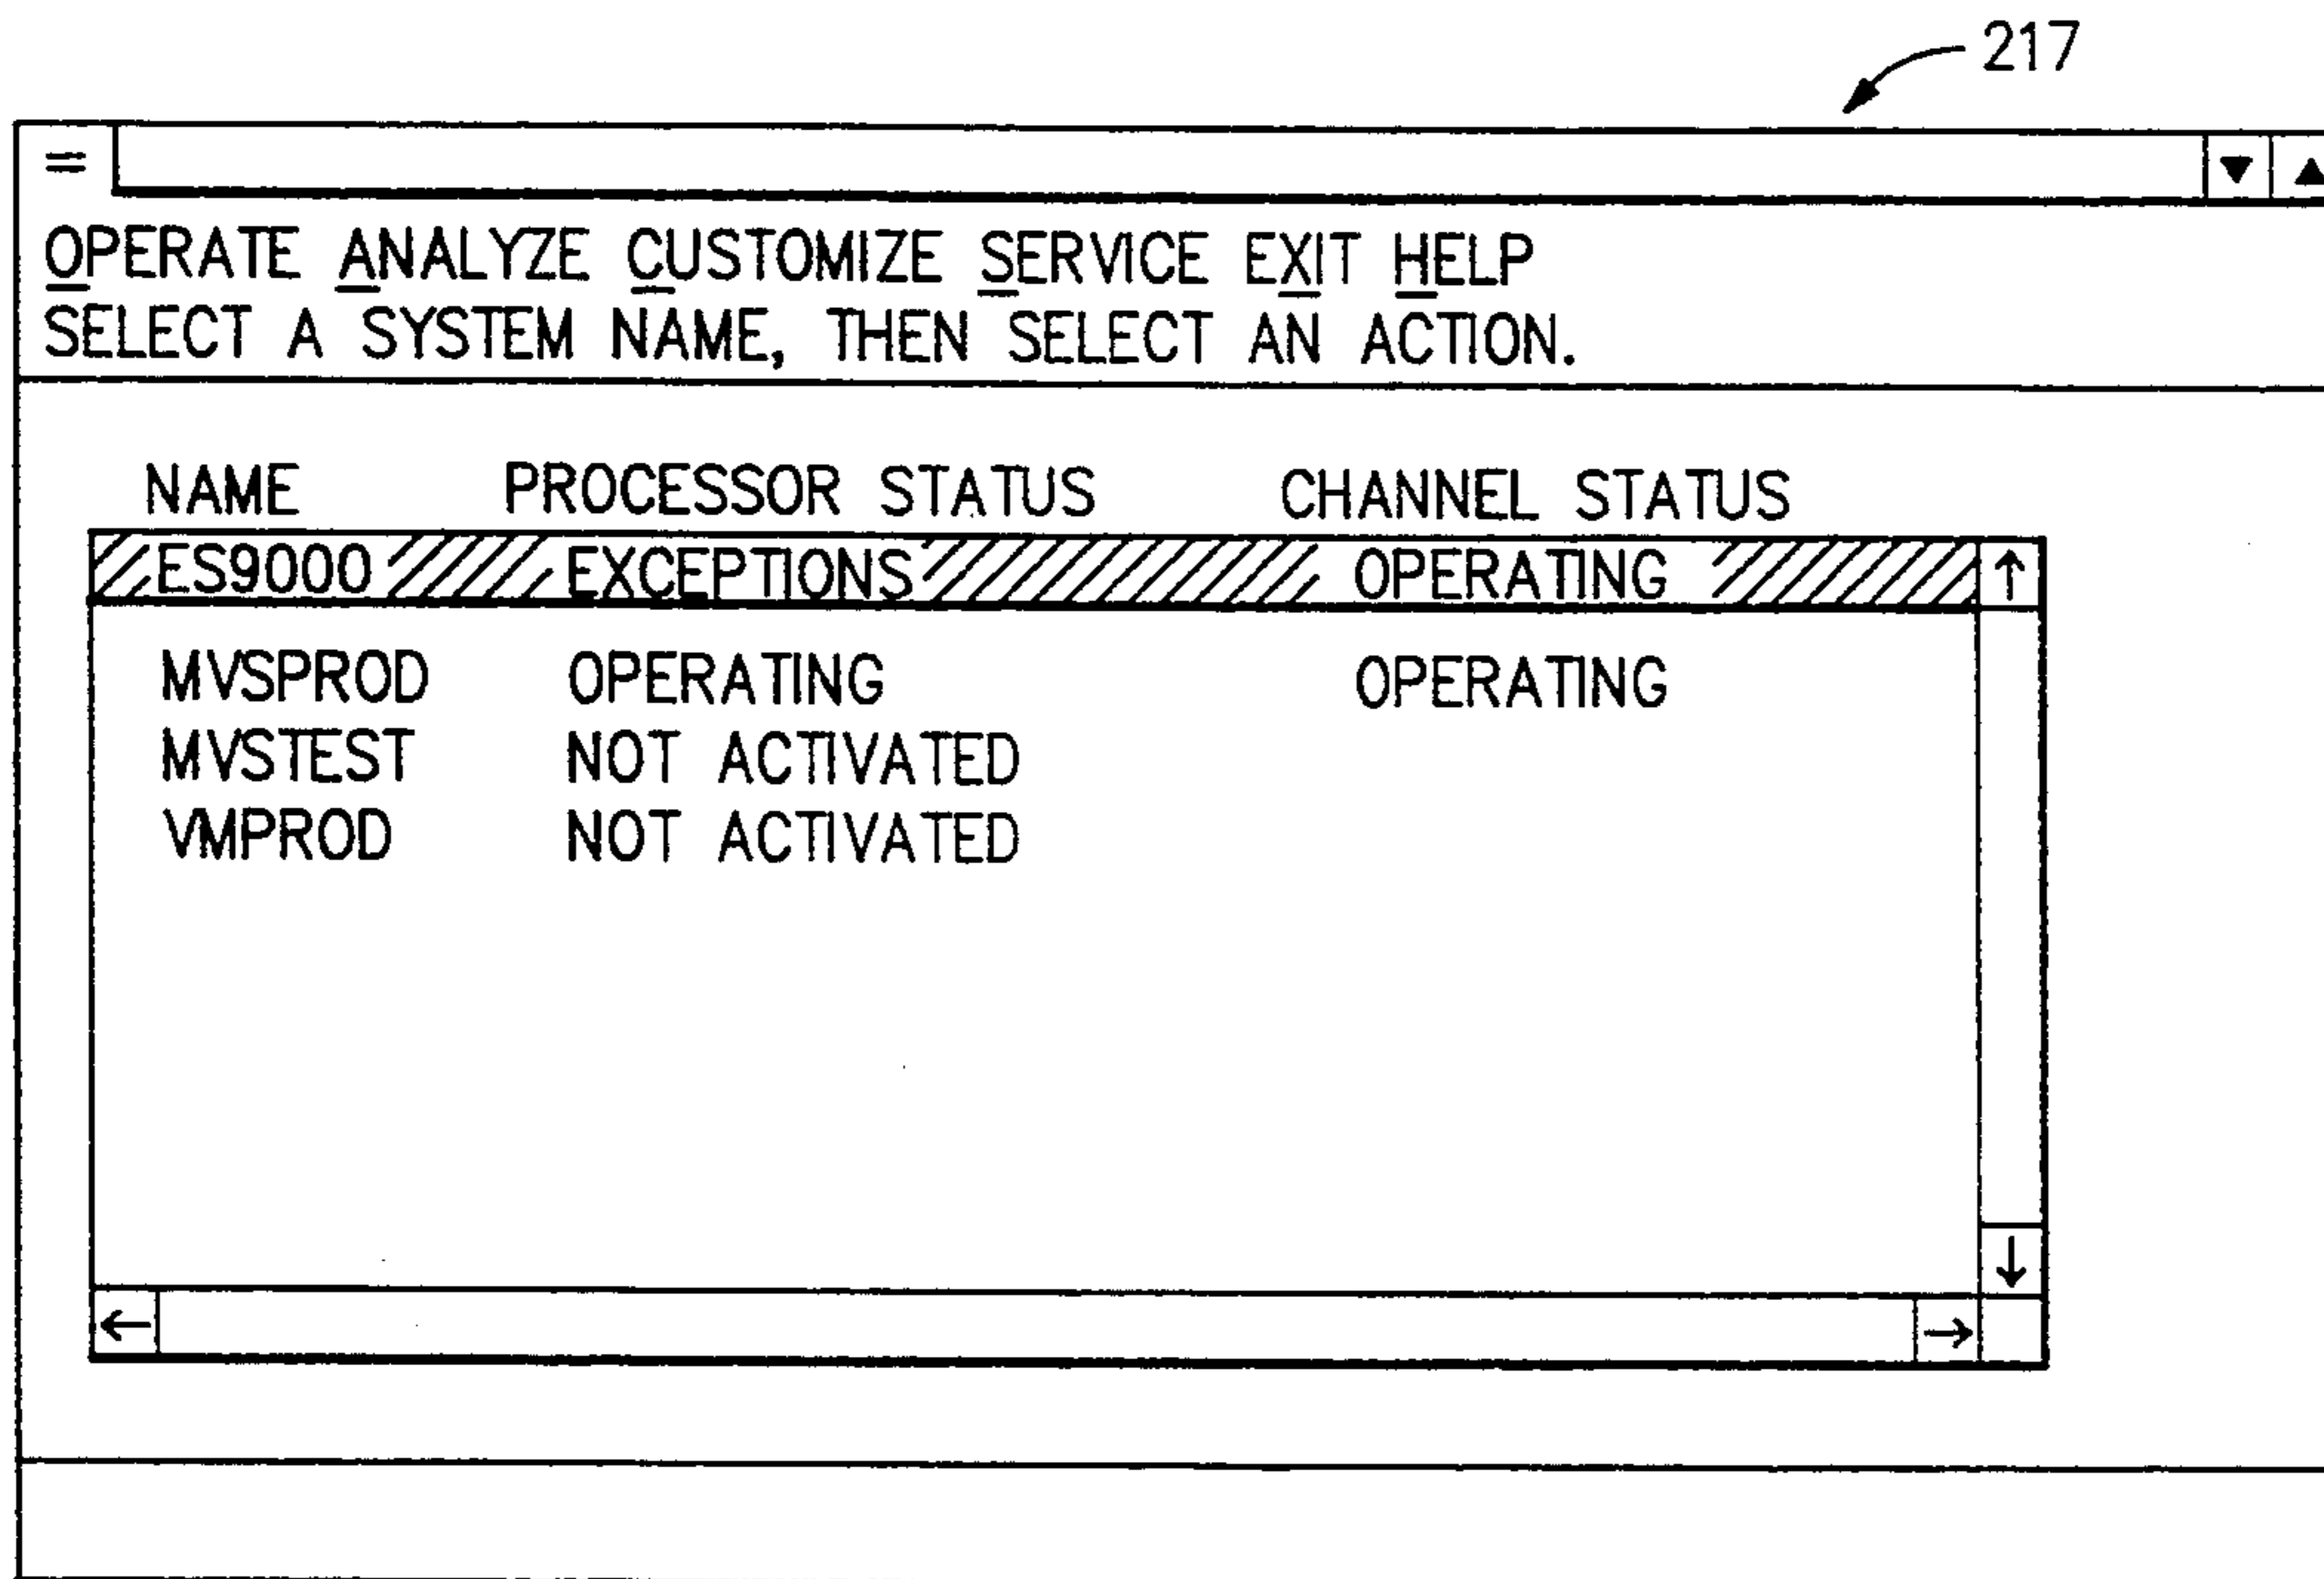 217
OPERATE ANALYZE CUSTOMIZE SERVICE EXIT HELP
SELECT A SYSTEM NAME, THEN SELECT AN ACTION.
NAME PROCESSOR STATUS CHANNEL STATUS
ES9000 EXCEPTIONS OPERATING
MVSPROD OPERATING OPERATING
MVSTEST NOT ACTIVATED
VMPROD NOT ACTIVATED